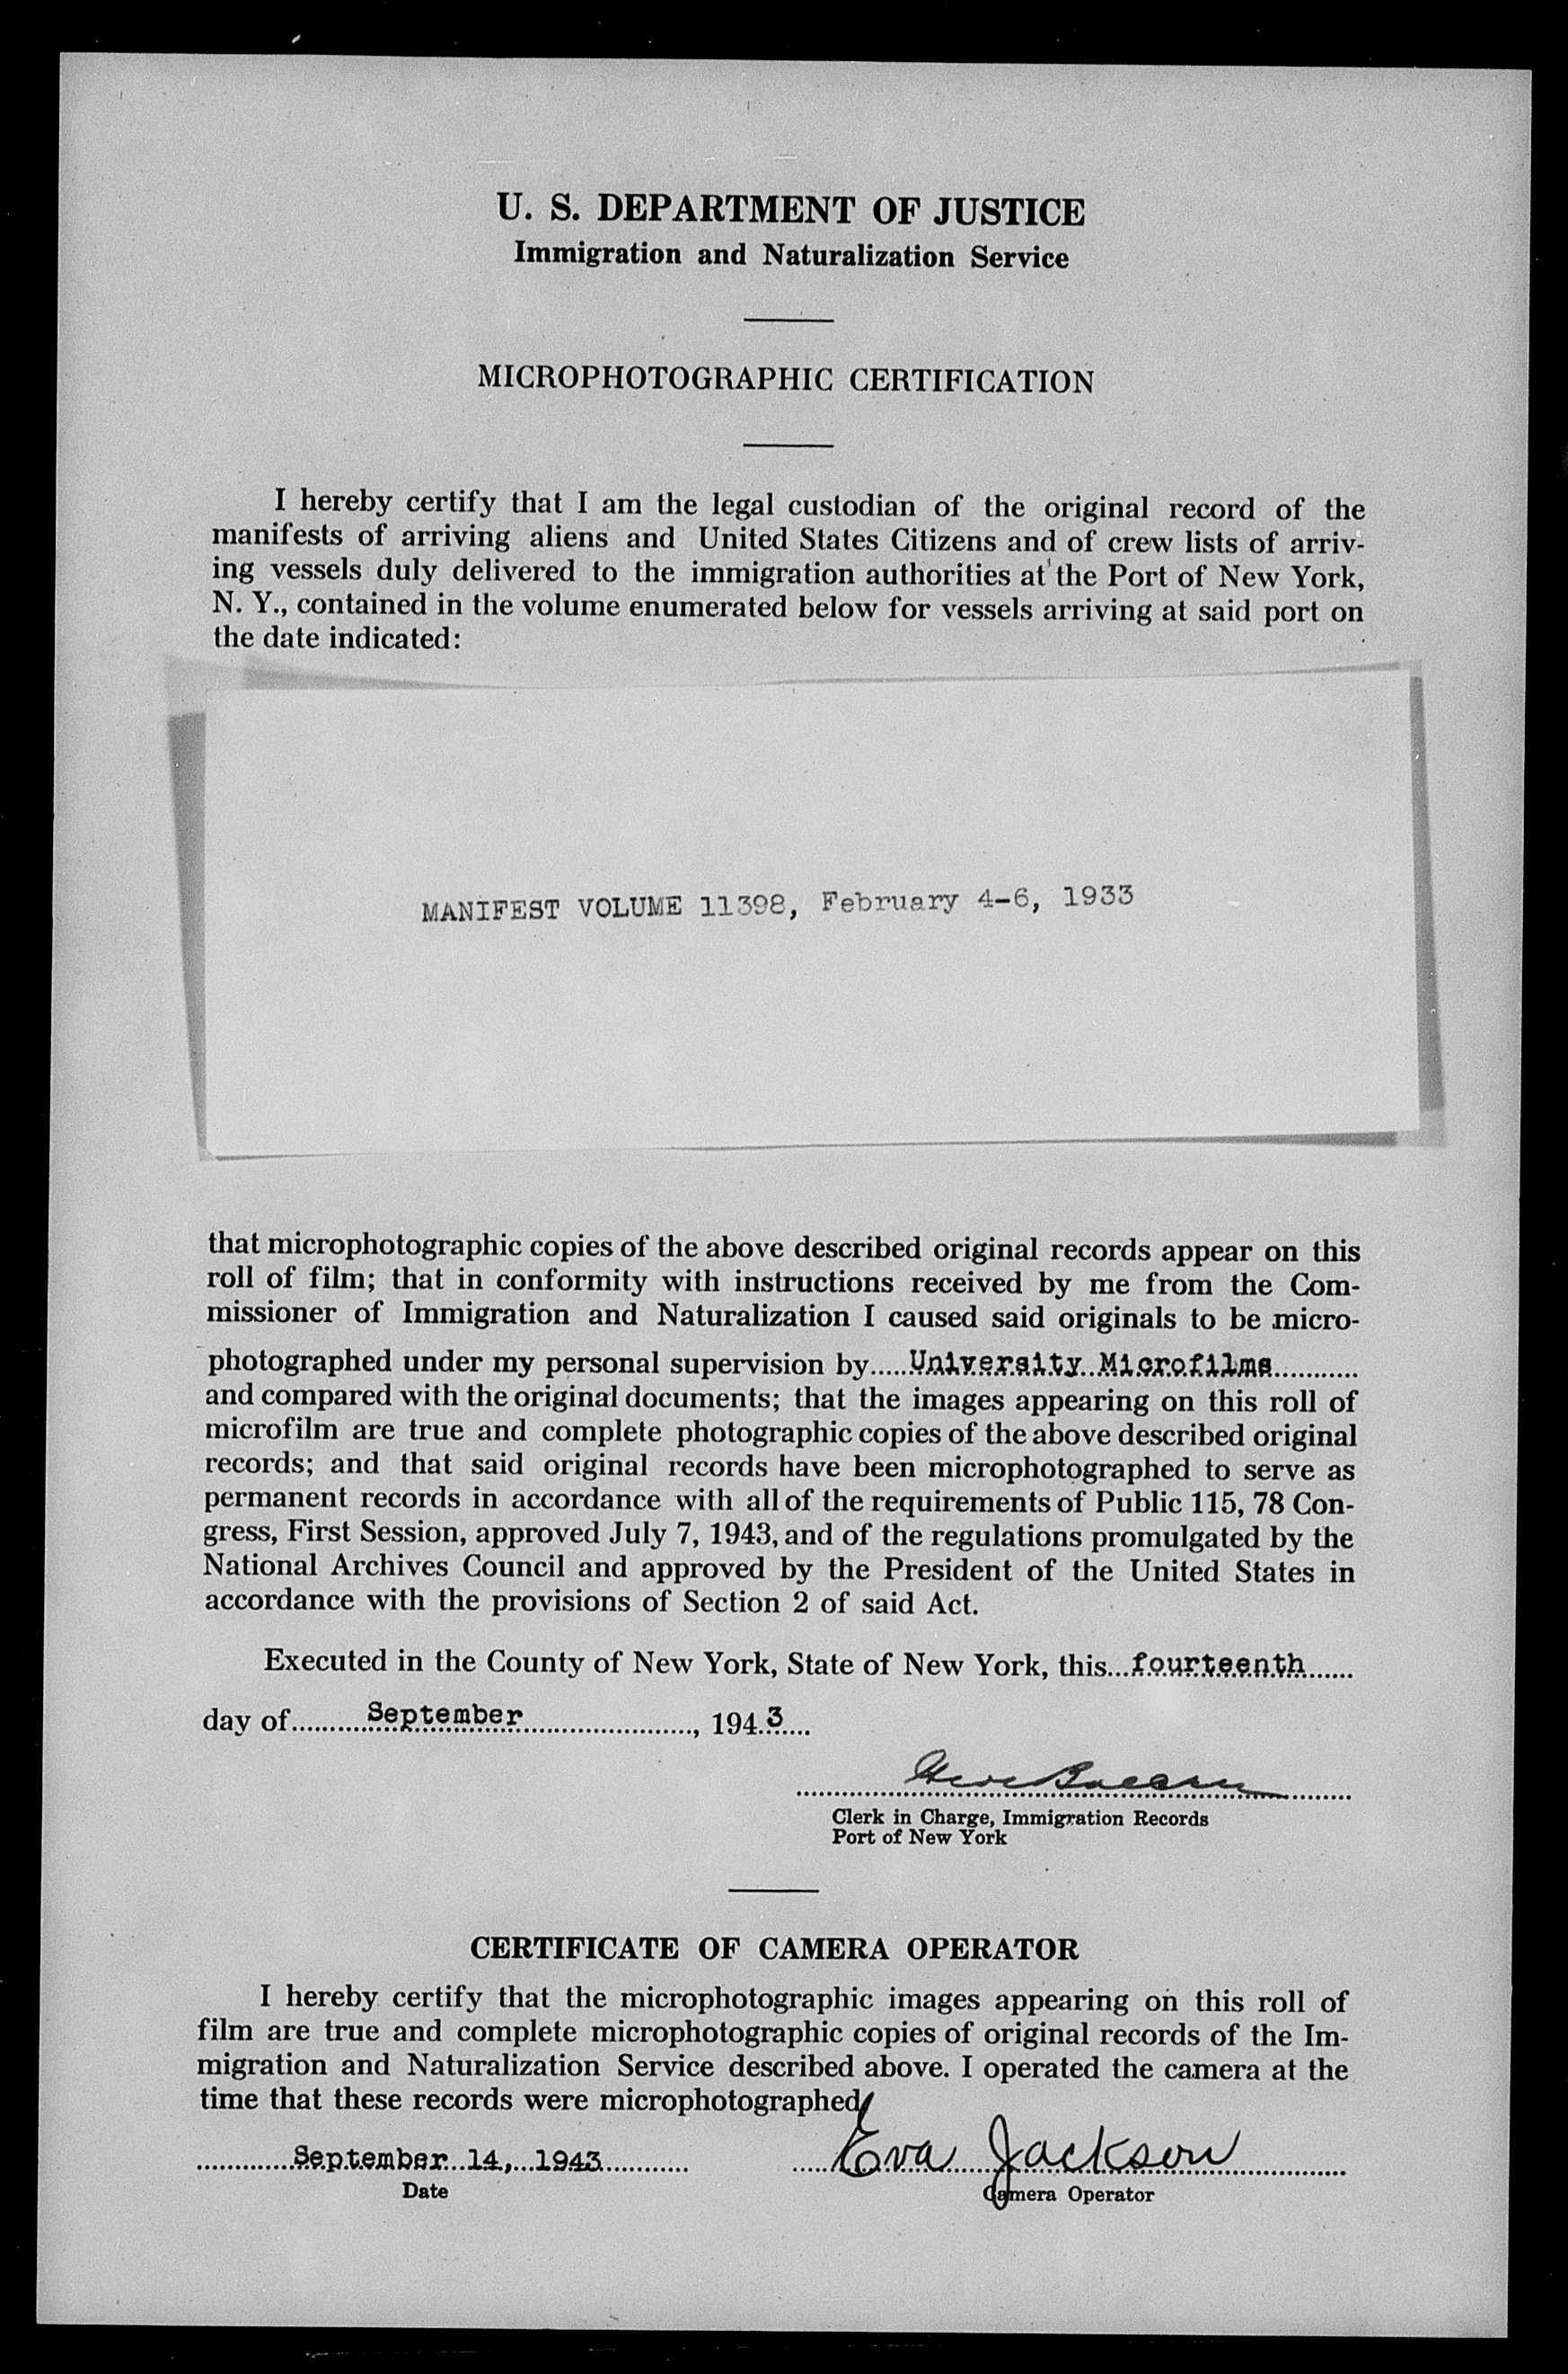 U. S. DEPARTMENT OF JUSTICE
Immigration and Naturalization Service
MICROPHOTOGRAPHIC CERTIFICATION
I hereby certify that I am the legal custodian of the original record of the
manifests of arriving aliens and United States Citizens and of crew lists of arriv-
ing vessels duly delivered to the immigration authorities at the Port of New York,
N. Y., contained in the volume enumerated below for vessels arriving at said port on
the date indicated:
MANIFEST VOLUME 11398, February 4-6, 1933
that microphotographic copies of the above described original records appear on this
roll of film; that in conformity with instructions received by me from the Com-
missioner of Immigration and Naturalization I caused said originals to be micro-
photographed under my personal supervision by.....University Microfilms............
and compared with the original documents; that the images appearing on this roll of
microfilm are true and complete photographic copies of the above described original
records; and that said original records have been microphotographed to serve as
permanent records in accordance with all of the requirements of Public 115, 78 Con-
gress, First Session, approved July 7, 1943, and of the regulations promulgated by the
National Archives Council and approved by the President of the United States in
accordance with the provisions of Section 2 of said Act.
Executed in the County of New York, State of New York, this...fourteenth......
day of...........September......................, 194.3....
Clerk in Charge, Immigration Records
Port of New York
CERTIFICATE OF CAMERA OPERATOR
I hereby certify that the microphotographic images appearing on this roll of
film are true and complete microphotographic copies of original records of the Im-
migration and Naturalization Service described above. I operated the camera at the
time that these records were microphotographed
September 14, 1943 Eva Jackson
Date Camera Operator